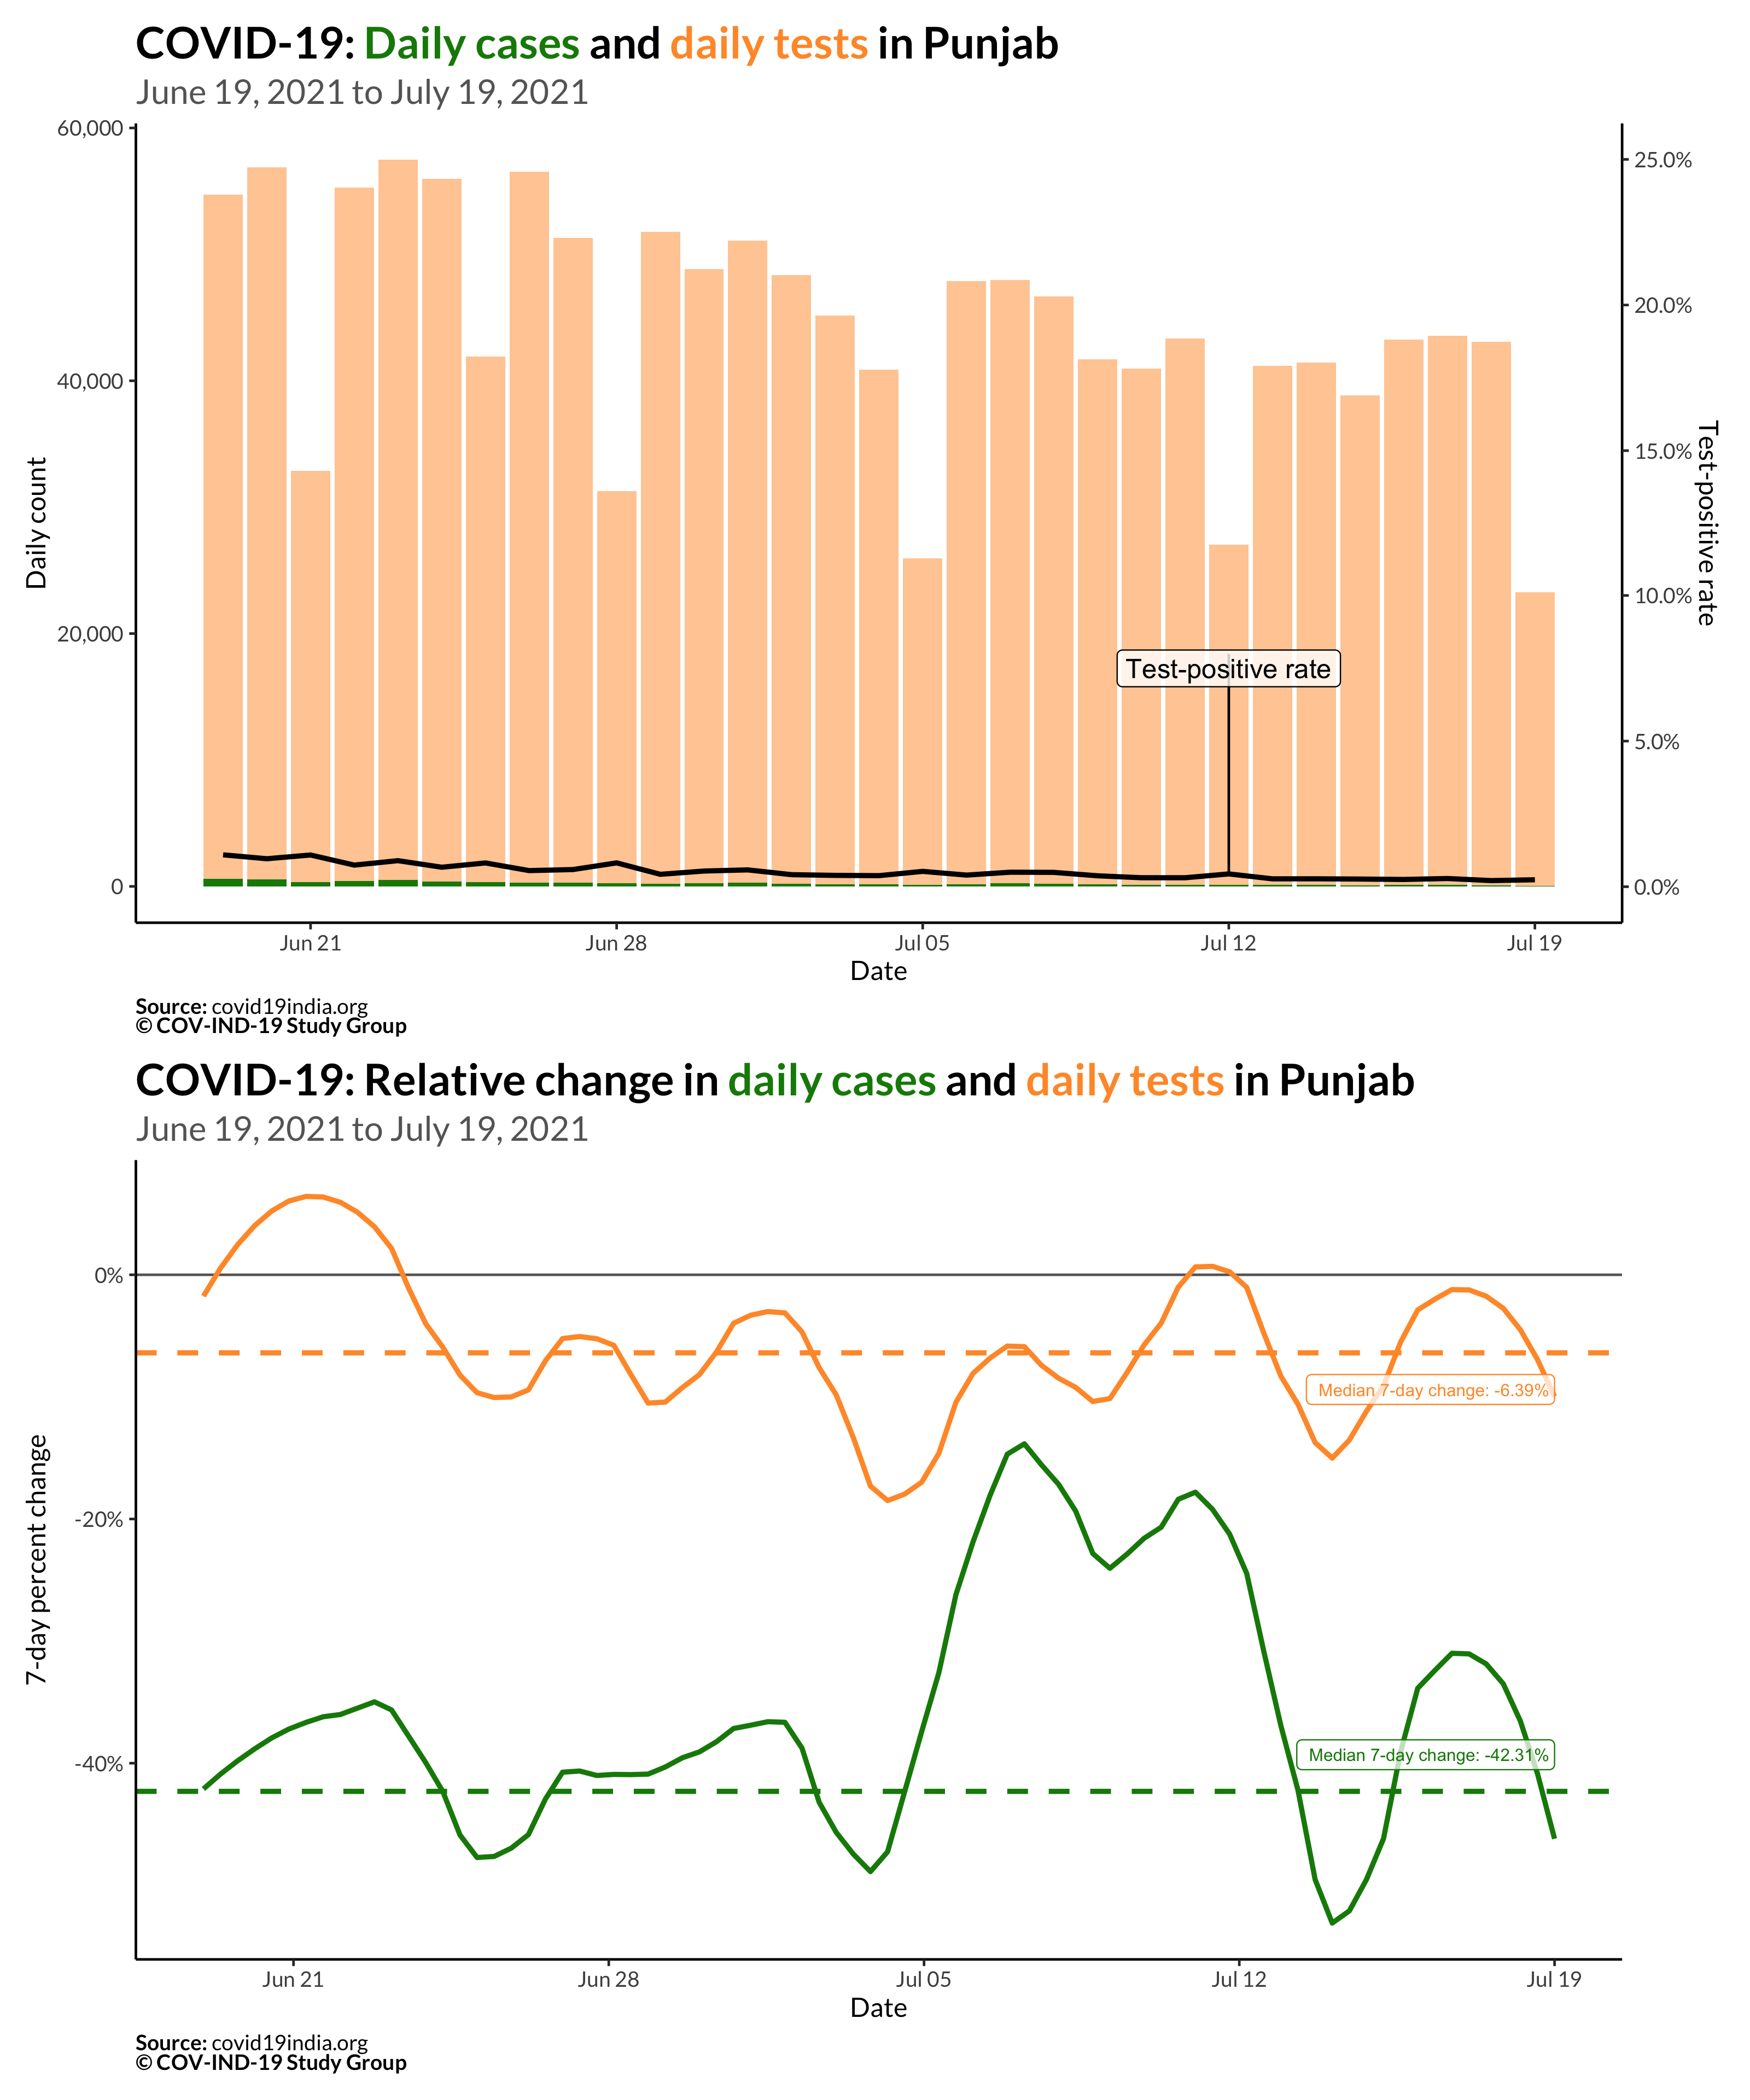 COVID-19: Daily cases and daily tests in Punjab
June 19, 2021 to July 19, 2021
60,000
40,000
20,000
0
Daily count
25.0%
20.0%
15.0%
10.0%
5.0%
0.0%
Test-positive rate
Test-positive rate
Jun 21
Jun 28
Jul 05
Jul 12
Jul 19
Date
Source: covid19india.org
© COV-IND-19 Study Group
COVID-19: Relative change in daily cases and daily tests in Punjab
June 19, 2021 to July 19, 2021
0%
-20%
-40%
7-day percent change
Median 7-day change: -6.39%
Median 7-day change: -42.31%
Jun 21
Jun 28
Jul 05
Jul 12
Jul 19
Date
Source: covid19india.org
© COV-IND-19 Study Group